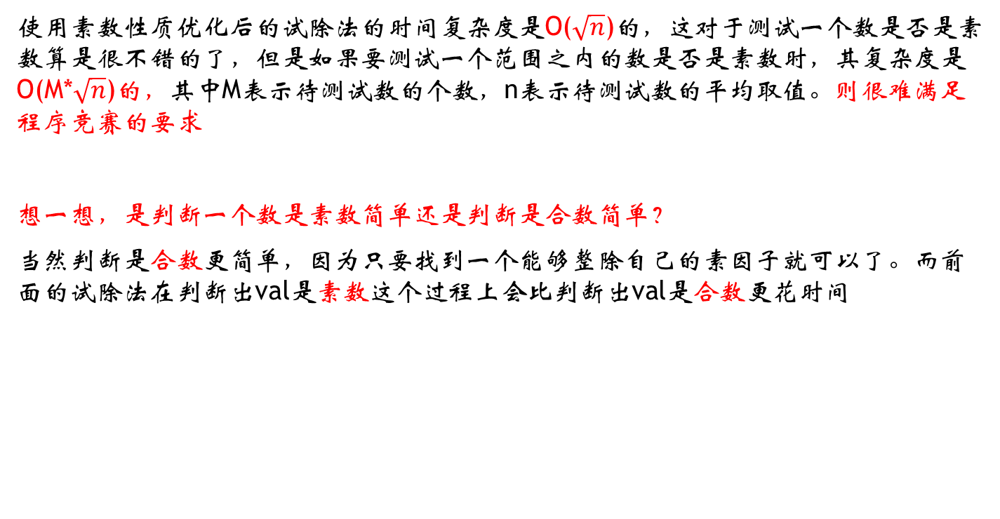 使用素数性质优化后的试除法的时间复杂度是O(√n)的，这对于测试一个数是否是素
数算是很不错的了，但是如果要测试一个范围之内的数是否是素数时，其复杂度是
O(M*√n)的，其中M表示待测试数的个数，n表示待测试数的平均取值。则很难满足
程序竞赛的要求
想一想，是判断一个数是素数简单还是判断是合数简单？
当然判断是合数更简单，因为只要找到一个能够整除自己的素因子就可以了。而前
面的试除法在判断出val是素数这个过程上会比判断出val是合数更花时间